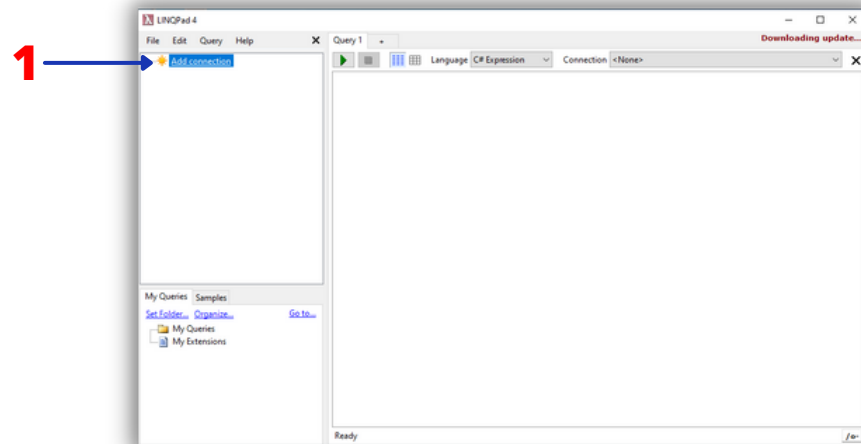 LINQPad 4
File Edit Query Help
Query 1 +
Downloading update...
1
Add connection
Language C# Expression Connection <None>
My Queries Samples
Set Folder... Organize... Go to...
My Queries
My Extensions
Ready
/o-